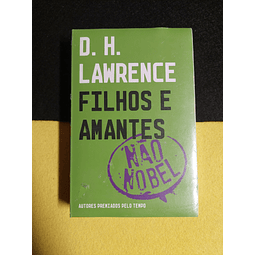 D. H.
LAWRENCE
FILHOS E
AMANTES
NÃO
NOBEL
AUTORES PREMIADOS PELO TEMPO